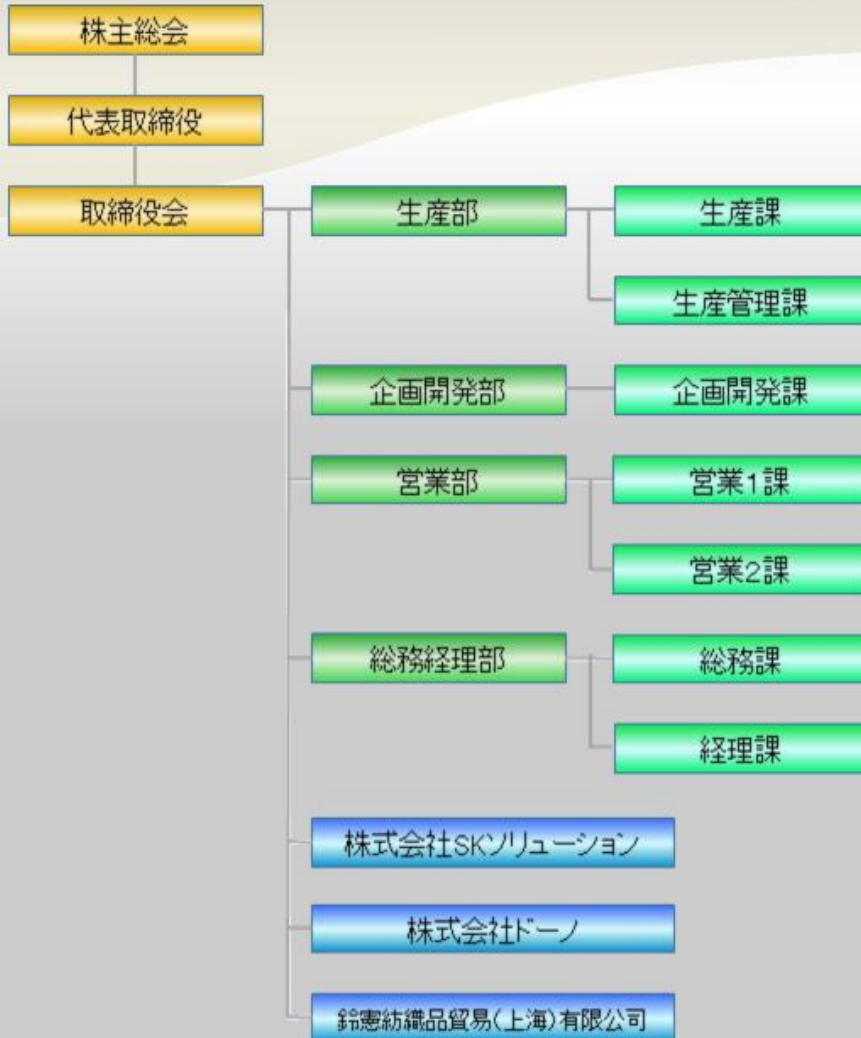 株主総会
代表取締役
取締役会
生産部
生産課
生産管理課
企画開発部
企画開発課
営業部
営業1課
営業2課
総務経理部
総務課
経理課
株式会社SKソリューション
株式会社ドーノ
鈴憲紡織品貿易(上海)有限公司